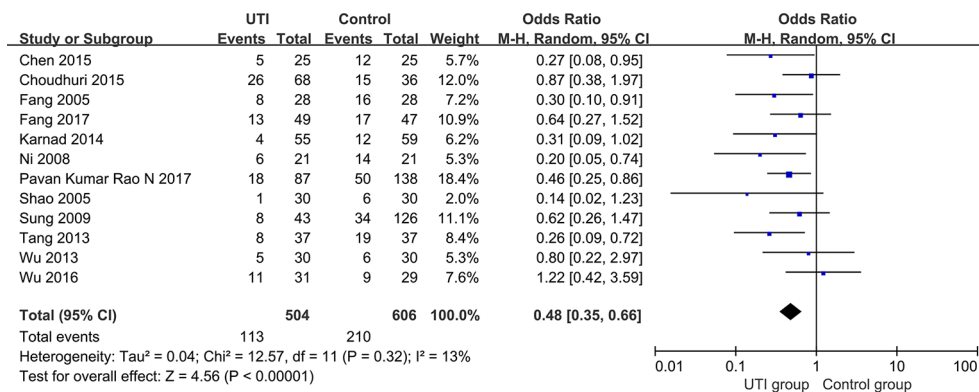 UTI Control Odds Ratio Odds Ratio
Study or Subgroup Events Total Events Total Weight M-H, Random, 95% CI M-H, Random, 95% CI
Chen 2015 5 25 12 25 5.7% 0.27 [0.08, 0.95]
Choudhuri 2015 26 68 15 36 12.0% 0.87 [0.38, 1.97]
Fang 2005 8 28 16 28 7.2% 0.30 [0.10, 0.91]
Fang 2017 13 49 17 47 10.9% 0.64 [0.27, 1.52]
Karnad 2014 4 55 12 59 6.2% 0.31 [0.09, 1.02]
Ni 2008 6 21 14 21 5.3% 0.20 [0.05, 0.74]
Pavan Kumar Rao N 2017 18 87 50 138 18.4% 0.46 [0.25, 0.86]
Shao 2005 1 30 6 30 2.0% 0.14 [0.02, 1.23]
Sung 2009 8 43 34 126 11.1% 0.62 [0.26, 1.47]
Tang 2013 8 37 19 37 8.4% 0.26 [0.09, 0.72]
Wu 2013 5 30 6 30 5.3% 0.80 [0.22, 2.97]
Wu 2016 11 31 9 29 7.6% 1.22 [0.42, 3.59]
Total (95% CI) 504 606 100.0% 0.48 [0.35, 0.66]
Total events 113 210
Heterogeneity: Tau² = 0.04; Chi² = 12.57, df = 11 (P = 0.32); I² = 13%
Test for overall effect: Z = 4.56 (P < 0.00001)
0.01 0.1 1 10 100
UTI group Control group